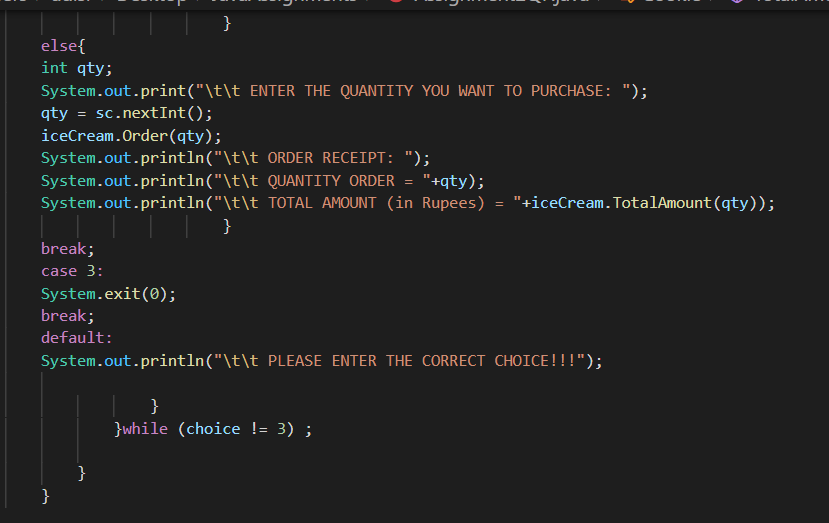 }
else{
int qty;
System.out.print("\t\t ENTER THE QUANTITY YOU WANT TO PURCHASE: ");
qty = sc.nextInt();
iceCream.Order(qty);
System.out.println("\t\t ORDER RECEIPT: ");
System.out.println("\t\t QUANTITY ORDER = "+qty);
System.out.println("\t\t TOTAL AMOUNT (in Rupees) = "+iceCream.TotalAmount(qty));
}
break;
case 3:
System.exit(0);
break;
default:
System.out.println("\t\t PLEASE ENTER THE CORRECT CHOICE!!!");
}
}while (choice != 3) ;
}
}